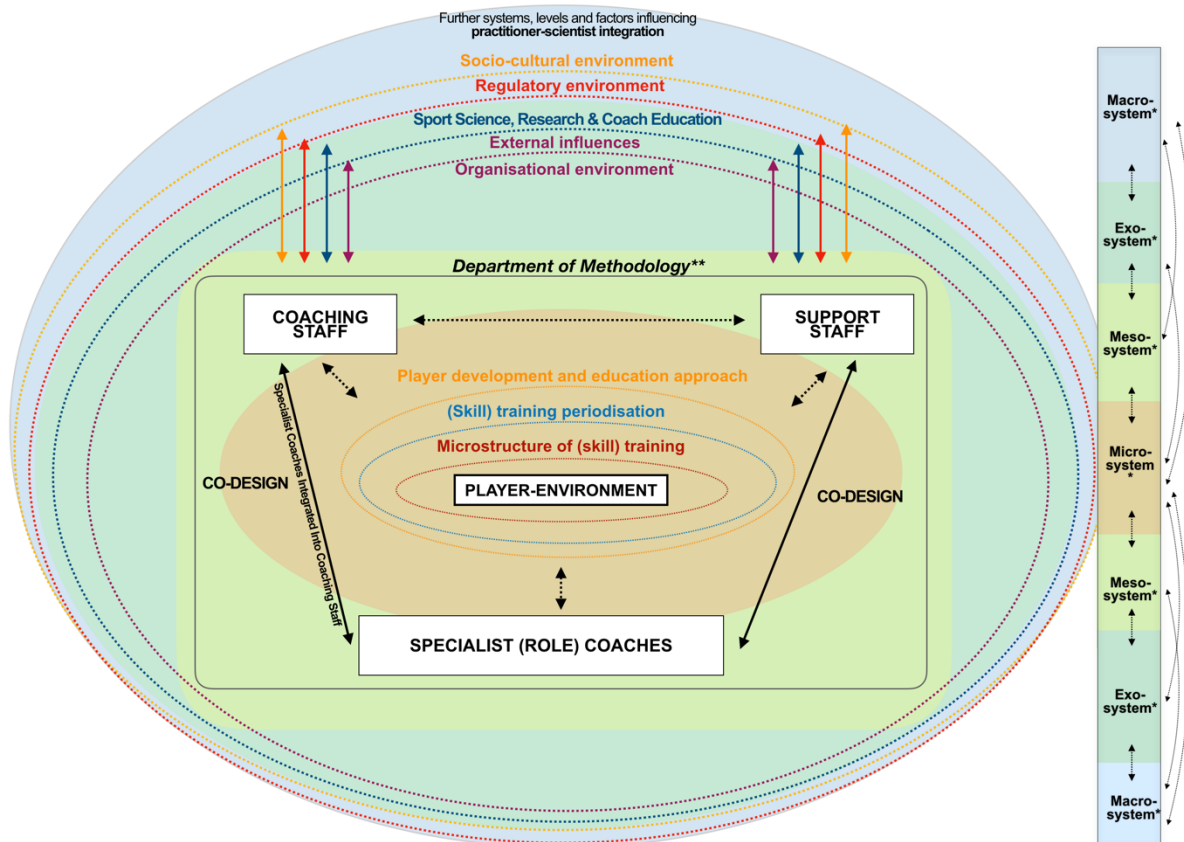 Further systems, levels and factors influencing
practitioner-scientist integration
Socio-cultural environment
Regulatory environment
Sport Science, Research & Coach Education
External influences
Organisational environment
Department of Methodology**
COACHING
STAFF
SUPPORT
STAFF
Player development and education approach
(Skill) training periodisation
Microstructure of (skill) training
PLAYER-ENVIRONMENT
CO-DESIGN
Specialist Coaches Integrated Into Coaching Staff
CO-DESIGN
SPECIALIST (ROLE) COACHES
Macro-
system*
Exo-
system*
Meso-
system*
Micro-
system
*
Meso-
system*
Exo-
system*
Macro-
system*